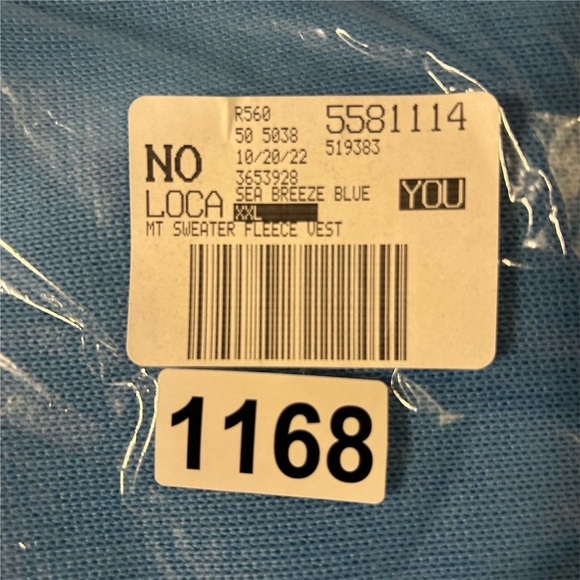 R560
5581114
50 5038
519383
NO
10/20/22
3653928
SEA BREEZE BLUE
YOU
LOCA
XXL
MT SWEATER FLEECE VEST
1168